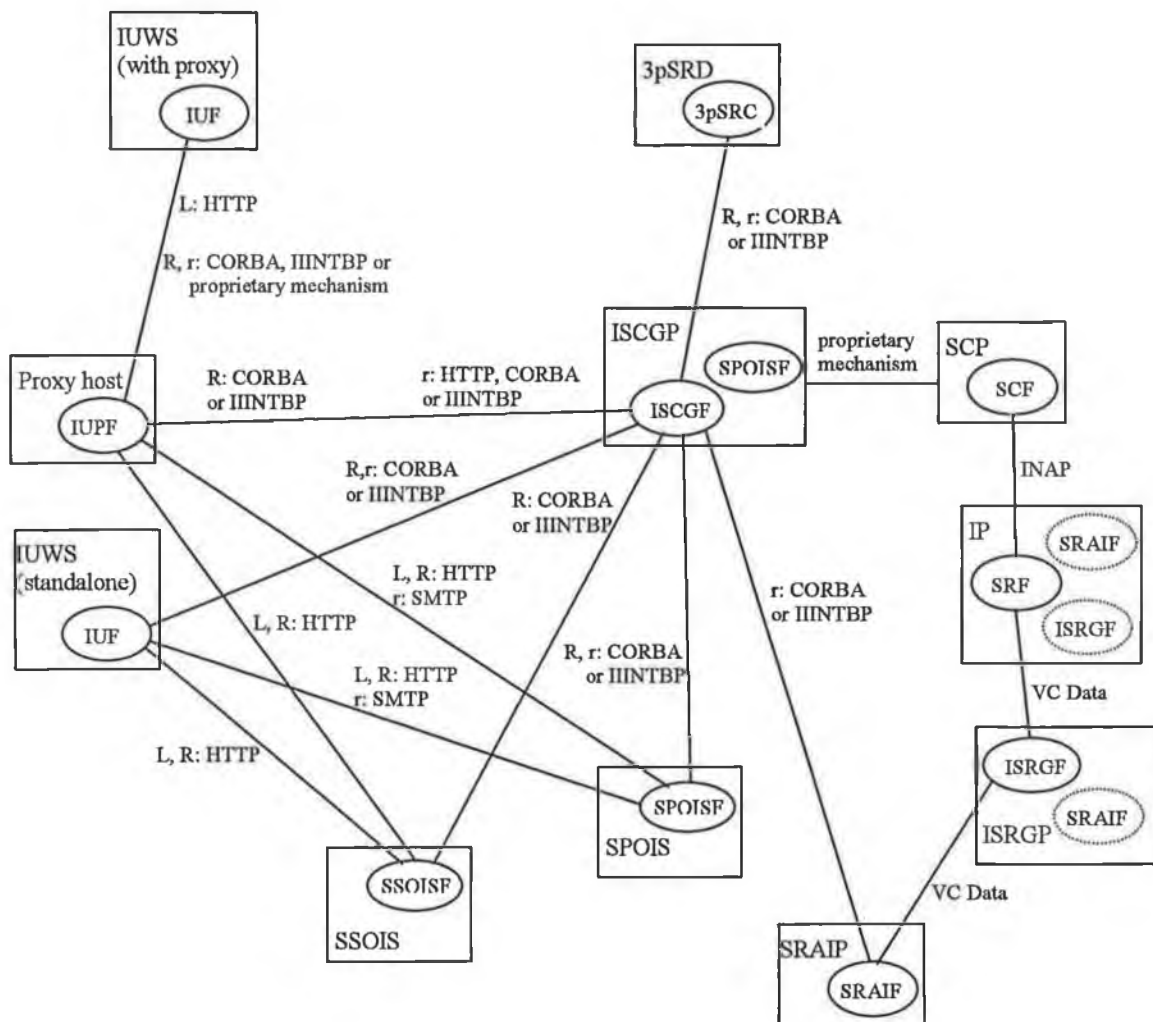 IUWS
(with proxy)
IUF
3pSRD
3pSRC
L: HTTP
R, r: CORBA
or IIINTBP
R, r: CORBA, IIINTBP or
proprietary mechanism
ISCGP
SPOISF
ISCGF
proprietary
mechanism
SCP
SCF
Proxy host
IUPF
R: CORBA
or IIINTBP
r: HTTP, CORBA
or IIINTBP
R,r: CORBA
or IIINTBP
R: CORBA
or IIINTBP
INAP
IUWS
(standalone)
IUF
IP
SRAIF
SRF
ISRGF
L, R: HTTP
r: SMTP
r: CORBA
or IIINTBP
L, R: HTTP
R, r: CORBA
or IIINTBP
L, R: HTTP
r: SMTP
VC Data
L, R: HTTP
ISRGF
SRAIF
ISRGP
SPOISF
SPOIS
SSOISF
SSOIS
VC Data
SRAIP
SRAIF